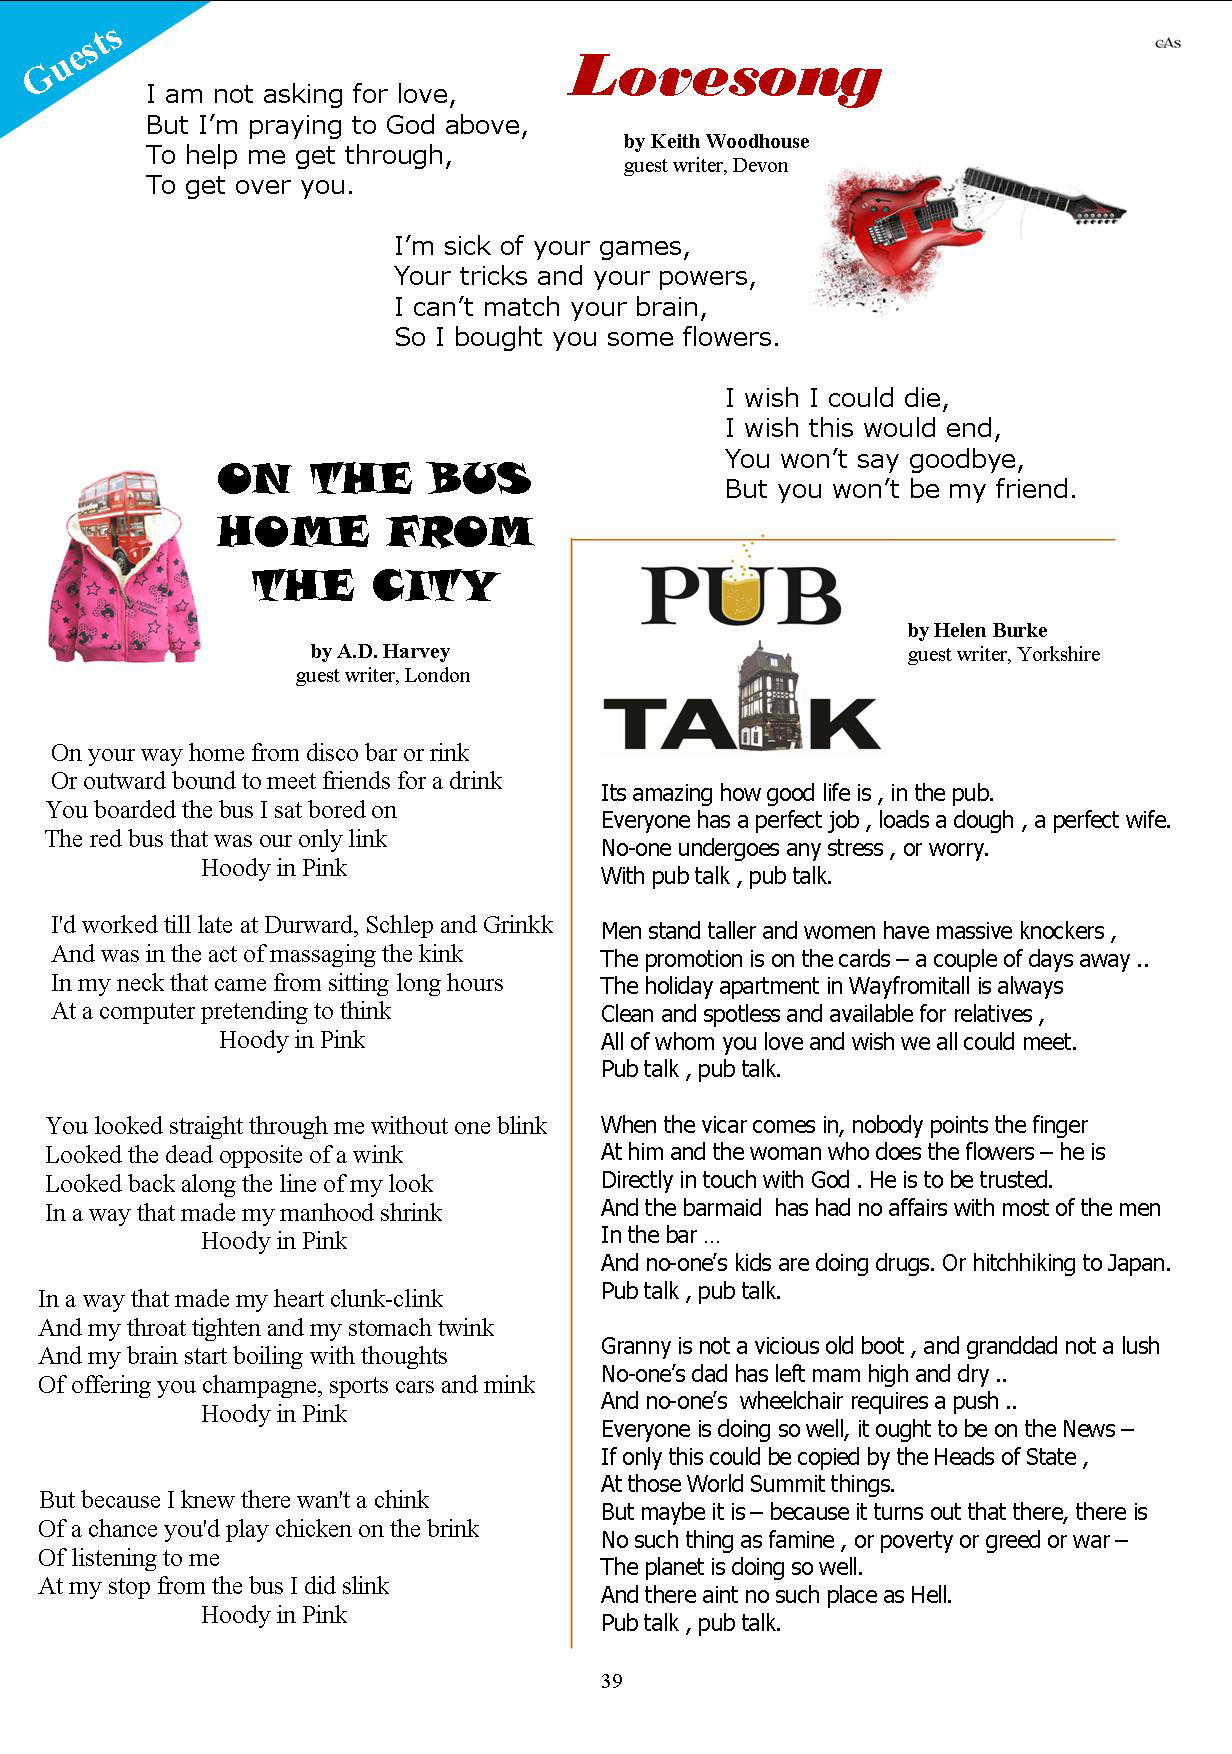 Guests
cAs
Lovesong
by Keith Woodhouse
guest writer, Devon
I am not asking for love,
But I'm praying to God above,
To help me get through,
To get over you.
I'm sick of your games,
Your tricks and your powers,
I can't match your brain,
So I bought you some flowers.
I wish I could die,
I wish this would end,
You won't say goodbye,
But you won't be my friend.
ON THE BUS
HOME FROM
THE CITY
by A.D. Harvey
guest writer, London
On your way home from disco bar or rink
Or outward bound to meet friends for a drink
You boarded the bus I sat bored on
The red bus that was our only link
Hoody in Pink
I'd worked till late at Durward, Schlep and Grinkk
And was in the act of massaging the kink
In my neck that came from sitting long hours
At a computer pretending to think
Hoody in Pink
You looked straight through me without one blink
Looked the dead opposite of a wink
Looked back along the line of my look
In a way that made my manhood shrink
Hoody in Pink
In a way that made my heart clunk-clink
And my throat tighten and my stomach twink
And my brain start boiling with thoughts
Of offering you champagne, sports cars and mink
Hoody in Pink
But because I knew there wan't a chink
Of a chance you'd play chicken on the brink
Of listening to me
At my stop from the bus I did slink
Hoody in Pink
PUB
TALK
by Helen Burke
guest writer, Yorkshire
Its amazing how good life is , in the pub.
Everyone has a perfect job , loads a dough , a perfect wife.
No-one undergoes any stress , or worry.
With pub talk , pub talk.
Men stand taller and women have massive knockers ,
The promotion is on the cards – a couple of days away ..
The holiday apartment in Wayfromitall is always
Clean and spotless and available for relatives ,
All of whom you love and wish we all could meet.
Pub talk , pub talk.
When the vicar comes in, nobody points the finger
At him and the woman who does the flowers – he is
Directly in touch with God . He is to be trusted.
And the barmaid  has had no affairs with most of the men
In the bar …
And no-one's kids are doing drugs. Or hitchhiking to Japan.
Pub talk , pub talk.
Granny is not a vicious old boot , and granddad not a lush
No-one's dad has left mam high and dry ..
And no-one's  wheelchair requires a push ..
Everyone is doing so well, it ought to be on the News –
If only this could be copied by the Heads of State ,
At those World Summit things.
But maybe it is – because it turns out that there, there is
No such thing as famine , or poverty or greed or war –
The planet is doing so well.
And there aint no such place as Hell.
Pub talk , pub talk.
39